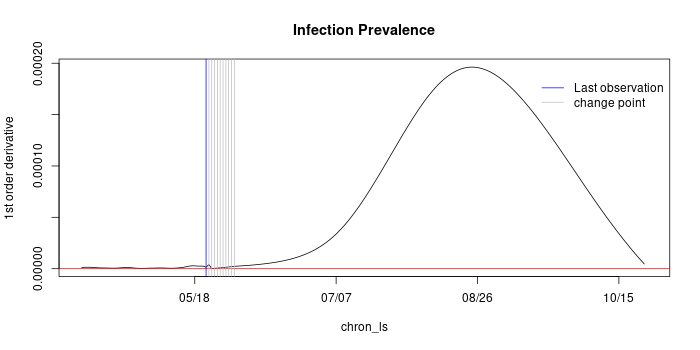 Infection Prevalence
1st order derivative
0.00020
0.00010
0.00000
Last observation
change point
05/18
07/07
08/26
10/15
chron_ls